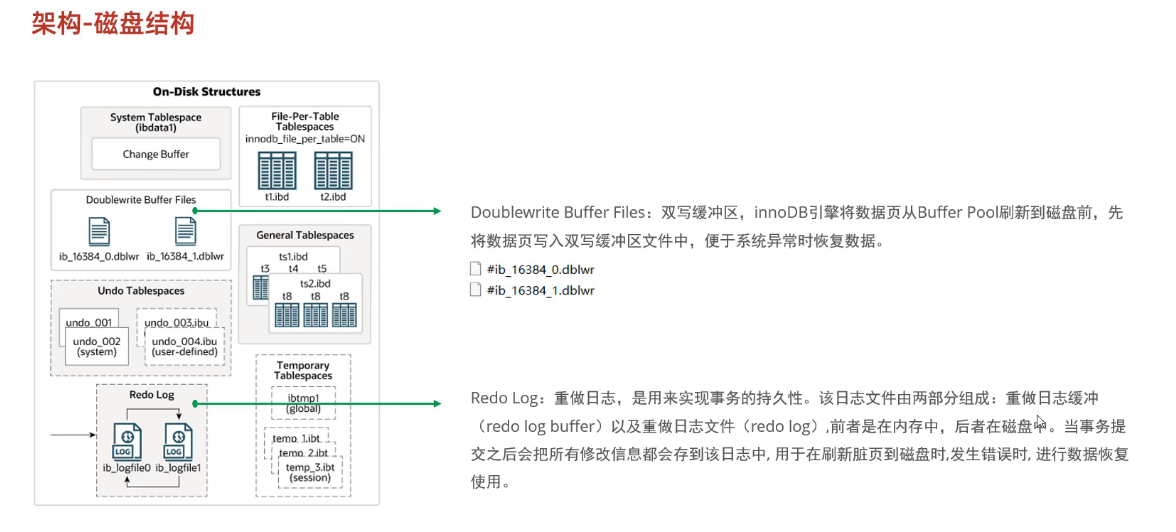 架构-磁盘结构
On-Disk Structures
System Tablespace
(ibdata1)
Change Buffer
File-Per-Table
Tablespaces
innodb_file_per_table=ON
t1.ibd
t2.ibd
Doublewrite Buffer Files
ib_16384_0.dblwr
ib_16384_1.dblwr
General Tablespaces
ts1.ibd
t3 t4 t5
ts2.ibd
t8 t8 t8
Undo Tablespaces
undo_001
undo_002
(system)
undo_003.ibu
undo_004.ibu
(user-defined)
Temporary
Tablespaces
ibtmp1
(global)
temp_1.ibt
temp_2.ibt
temp_3.ibt
(session)
Redo Log
LOG
LOG
ib_logfile0
ib_logfile1
Doublewrite Buffer Files：双写缓冲区，innoDB引擎将数据页从Buffer Pool刷新到磁盘前，先
将数据页写入双写缓冲区文件中，便于系统异常时恢复数据。
#ib_16384_0.dblwr
#ib_16384_1.dblwr
Redo Log：重做日志，是用来实现事务的持久性。该日志文件由两部分组成：重做日志缓冲
（redo log buffer）以及重做日志文件（redo log）,前者是在内存中，后者在磁盘中。当事务提
交之后会把所有修改信息都会存到该日志中, 用于在刷新脏页到磁盘时,发生错误时, 进行数据恢复
使用。